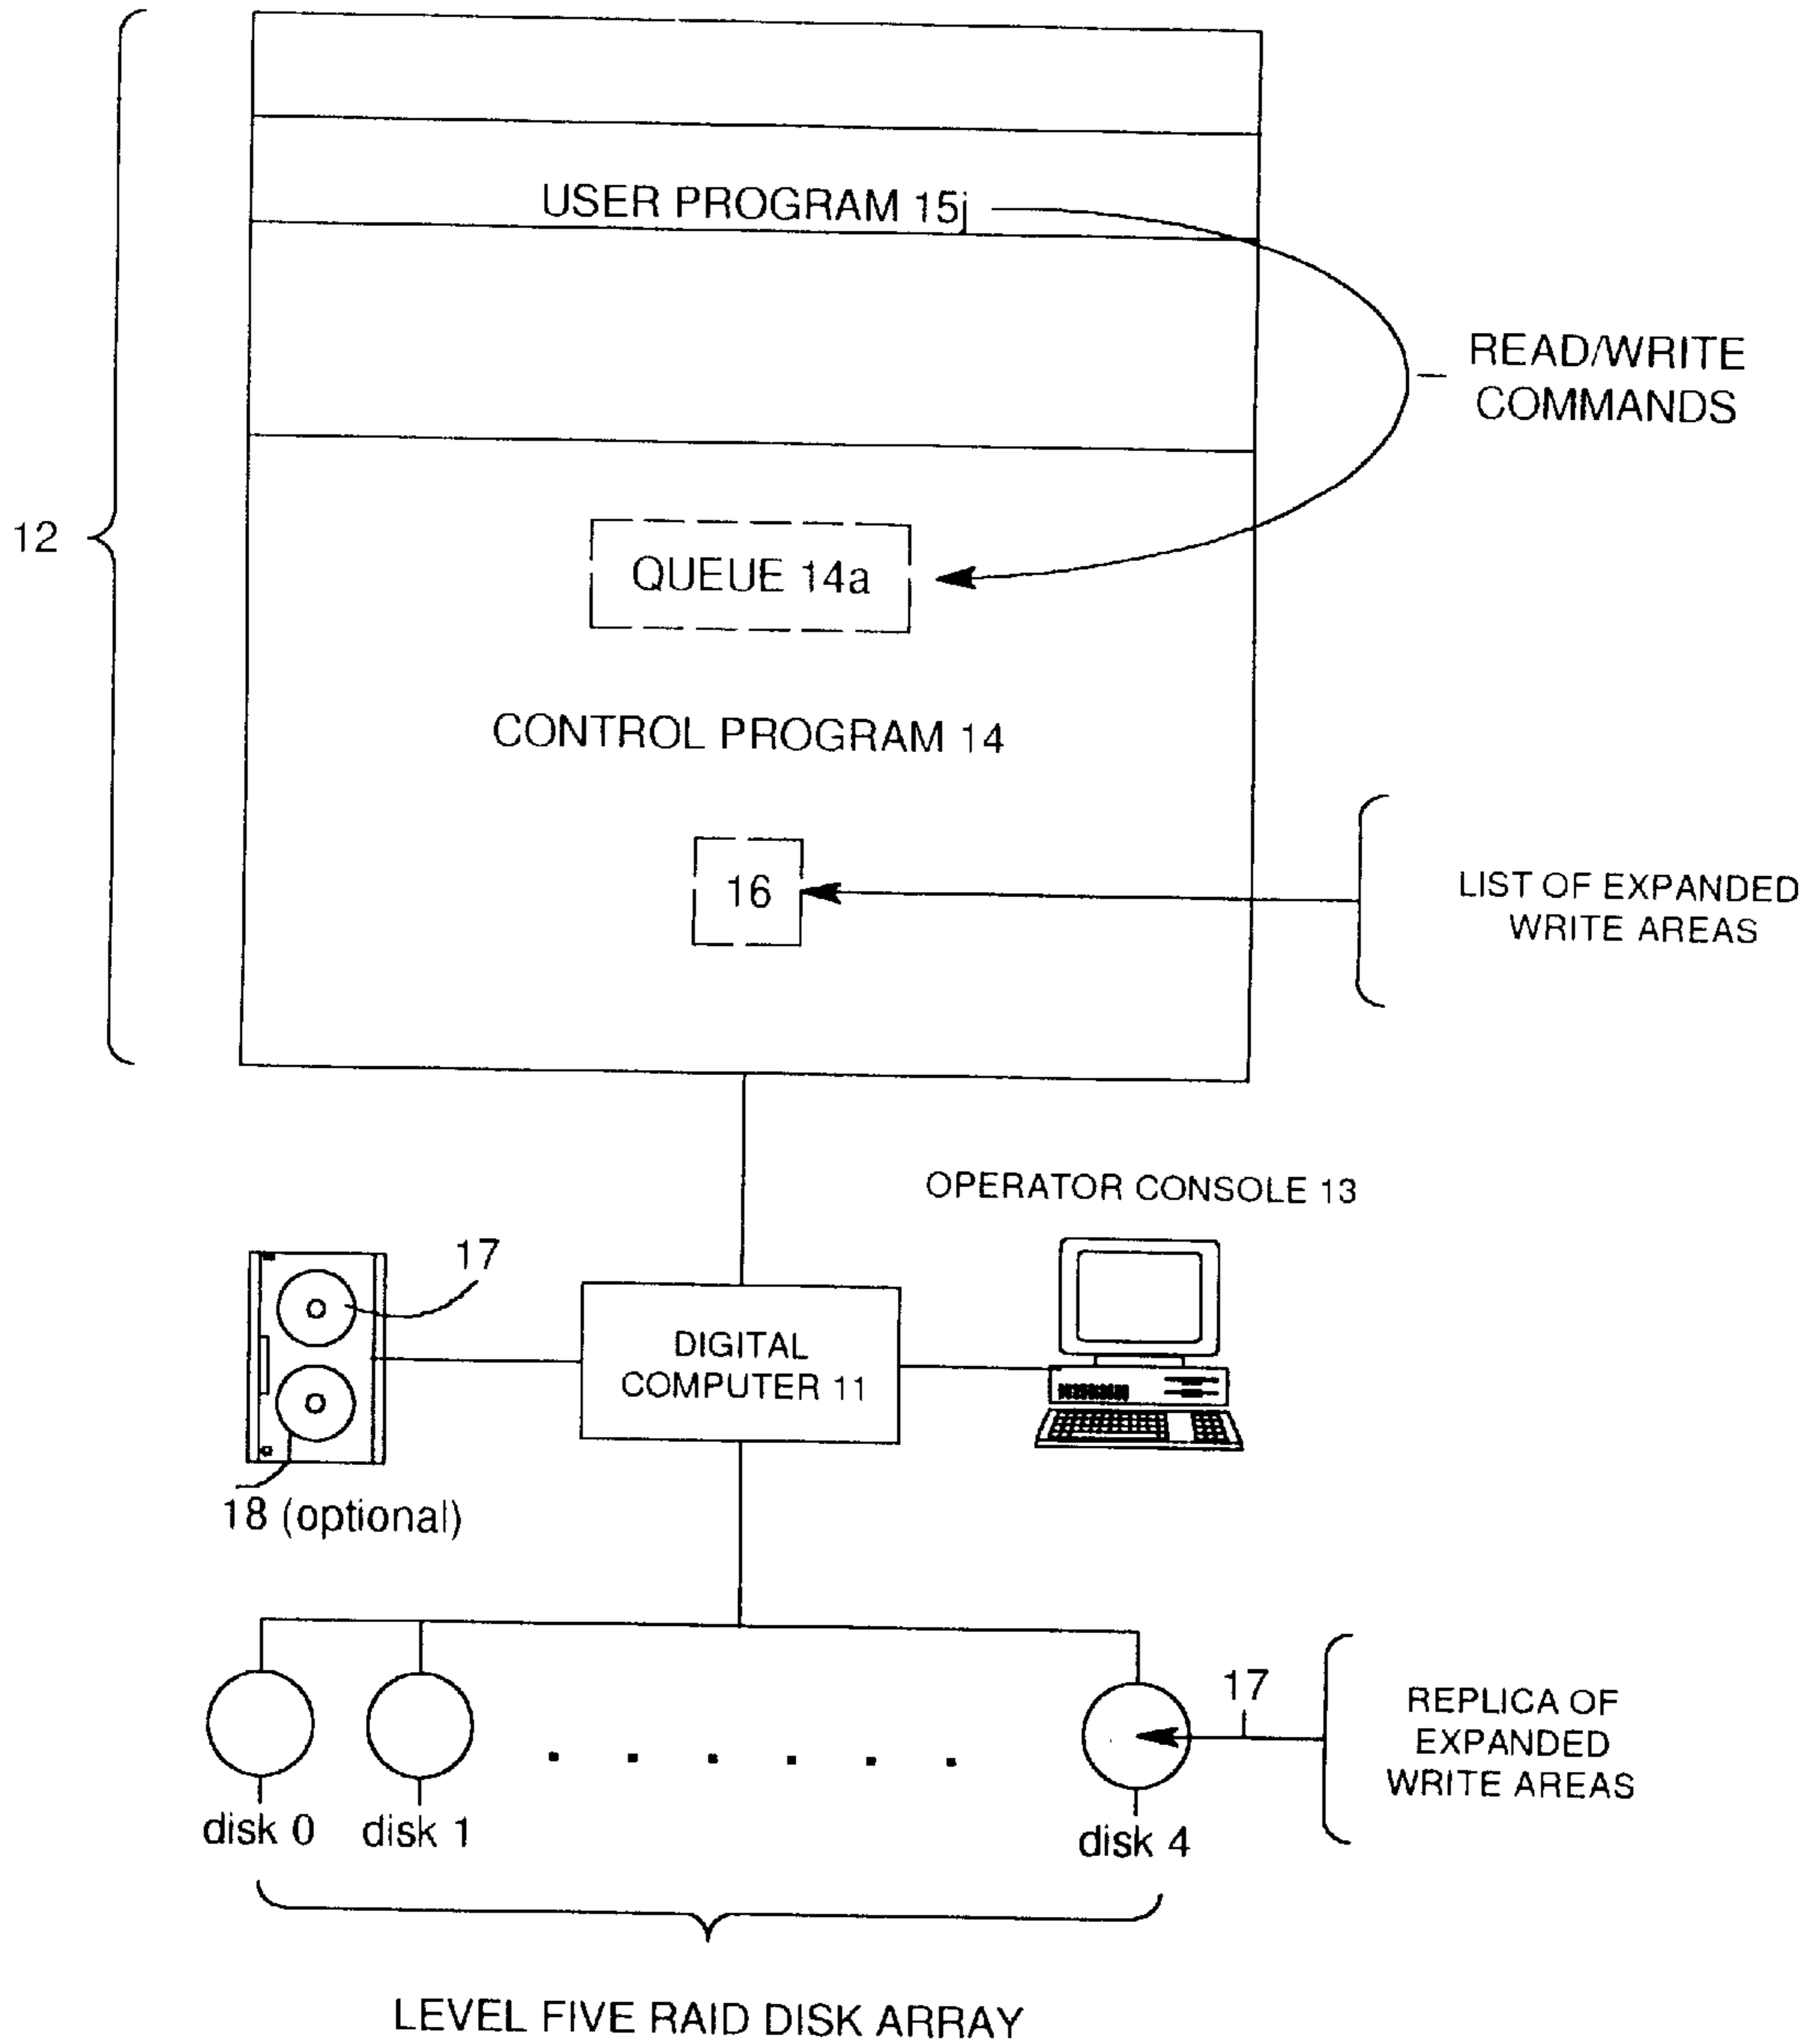 USER PROGRAM 15j
READ/WRITE
COMMANDS
12
QUEUE 14a
CONTROL PROGRAM 14
16
LIST OF EXPANDED
WRITE AREAS
OPERATOR CONSOLE 13
17
DIGITAL
COMPUTER 11
18 (optional)
17
REPLICA OF
EXPANDED
WRITE AREAS
disk 0
disk 1
disk 4
LEVEL FIVE RAID DISK ARRAY